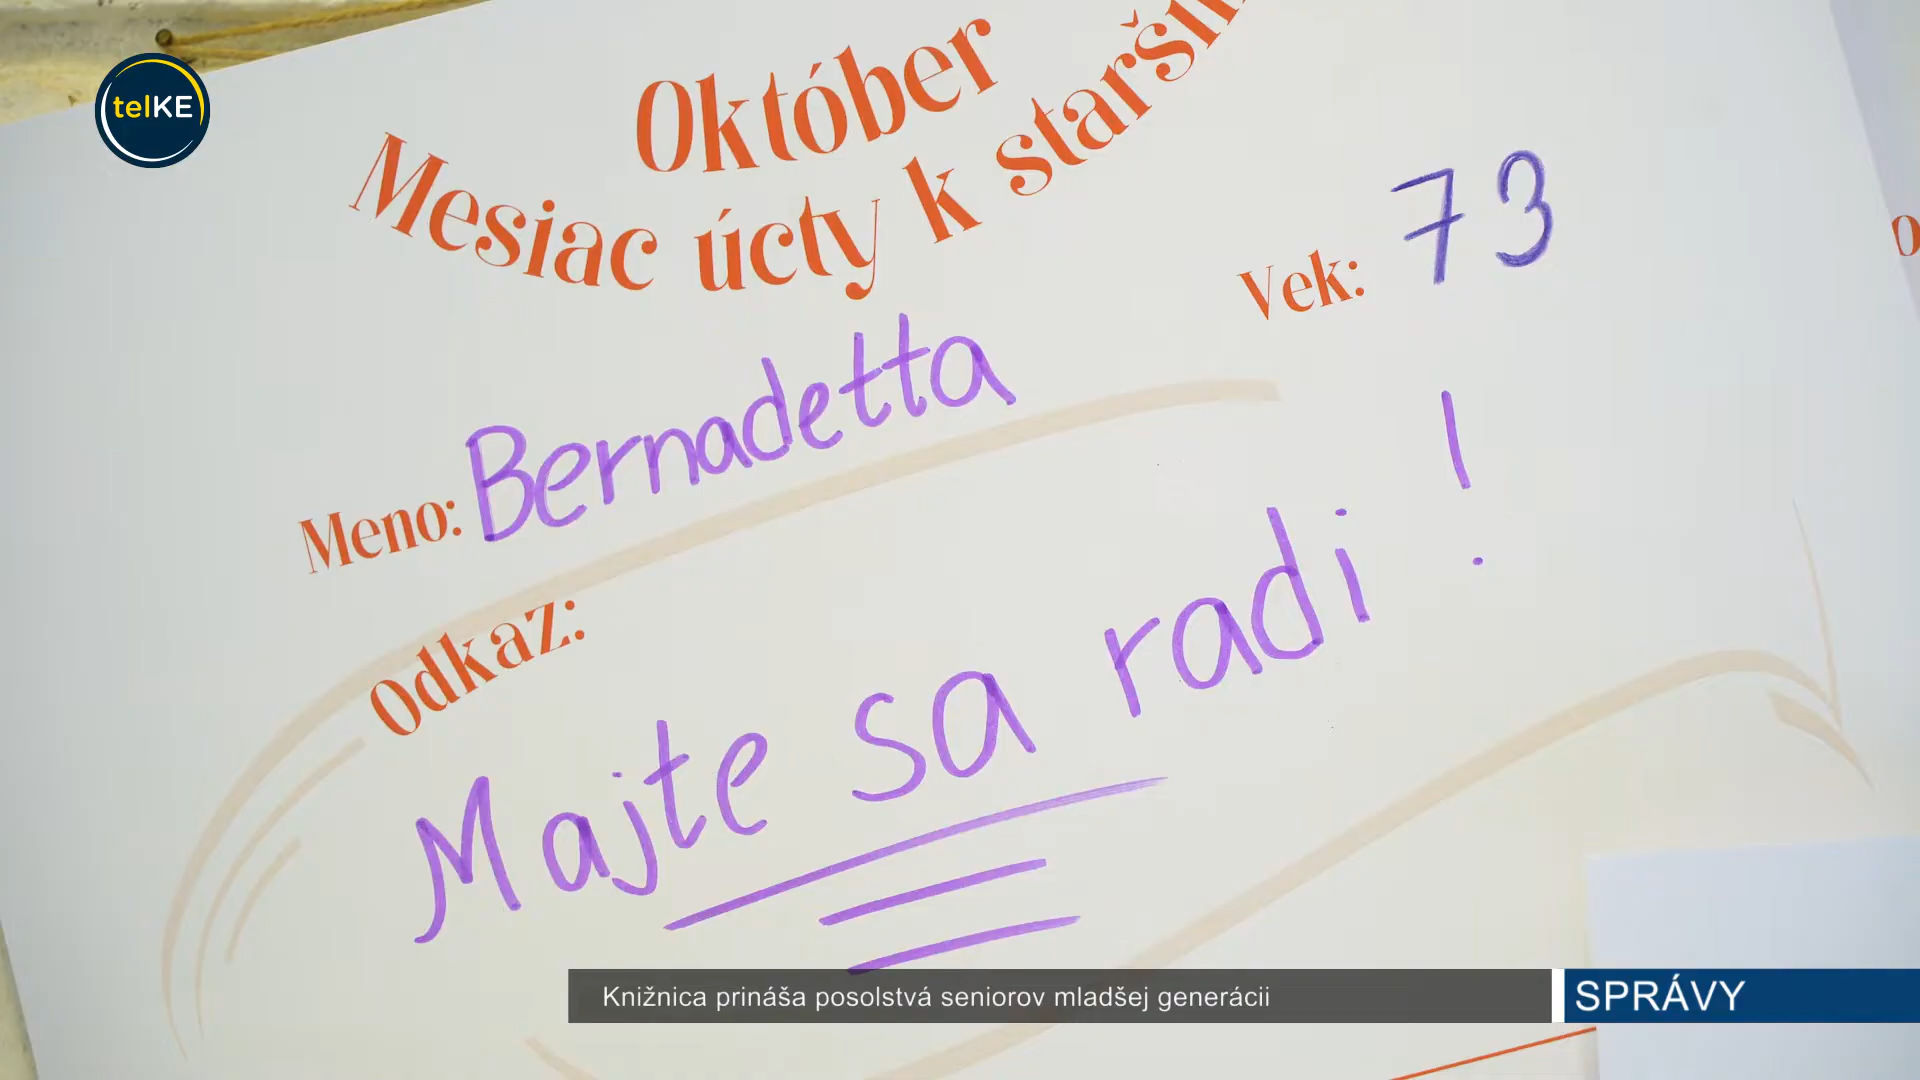 telKE
Október
Mesiac úcty k
Vek: 73
Meno: Bernadetta
Odkaz:
Majte sa radi!
Knižnica prináša posolstvá seniorov mladšej generácii
SPRÁVY